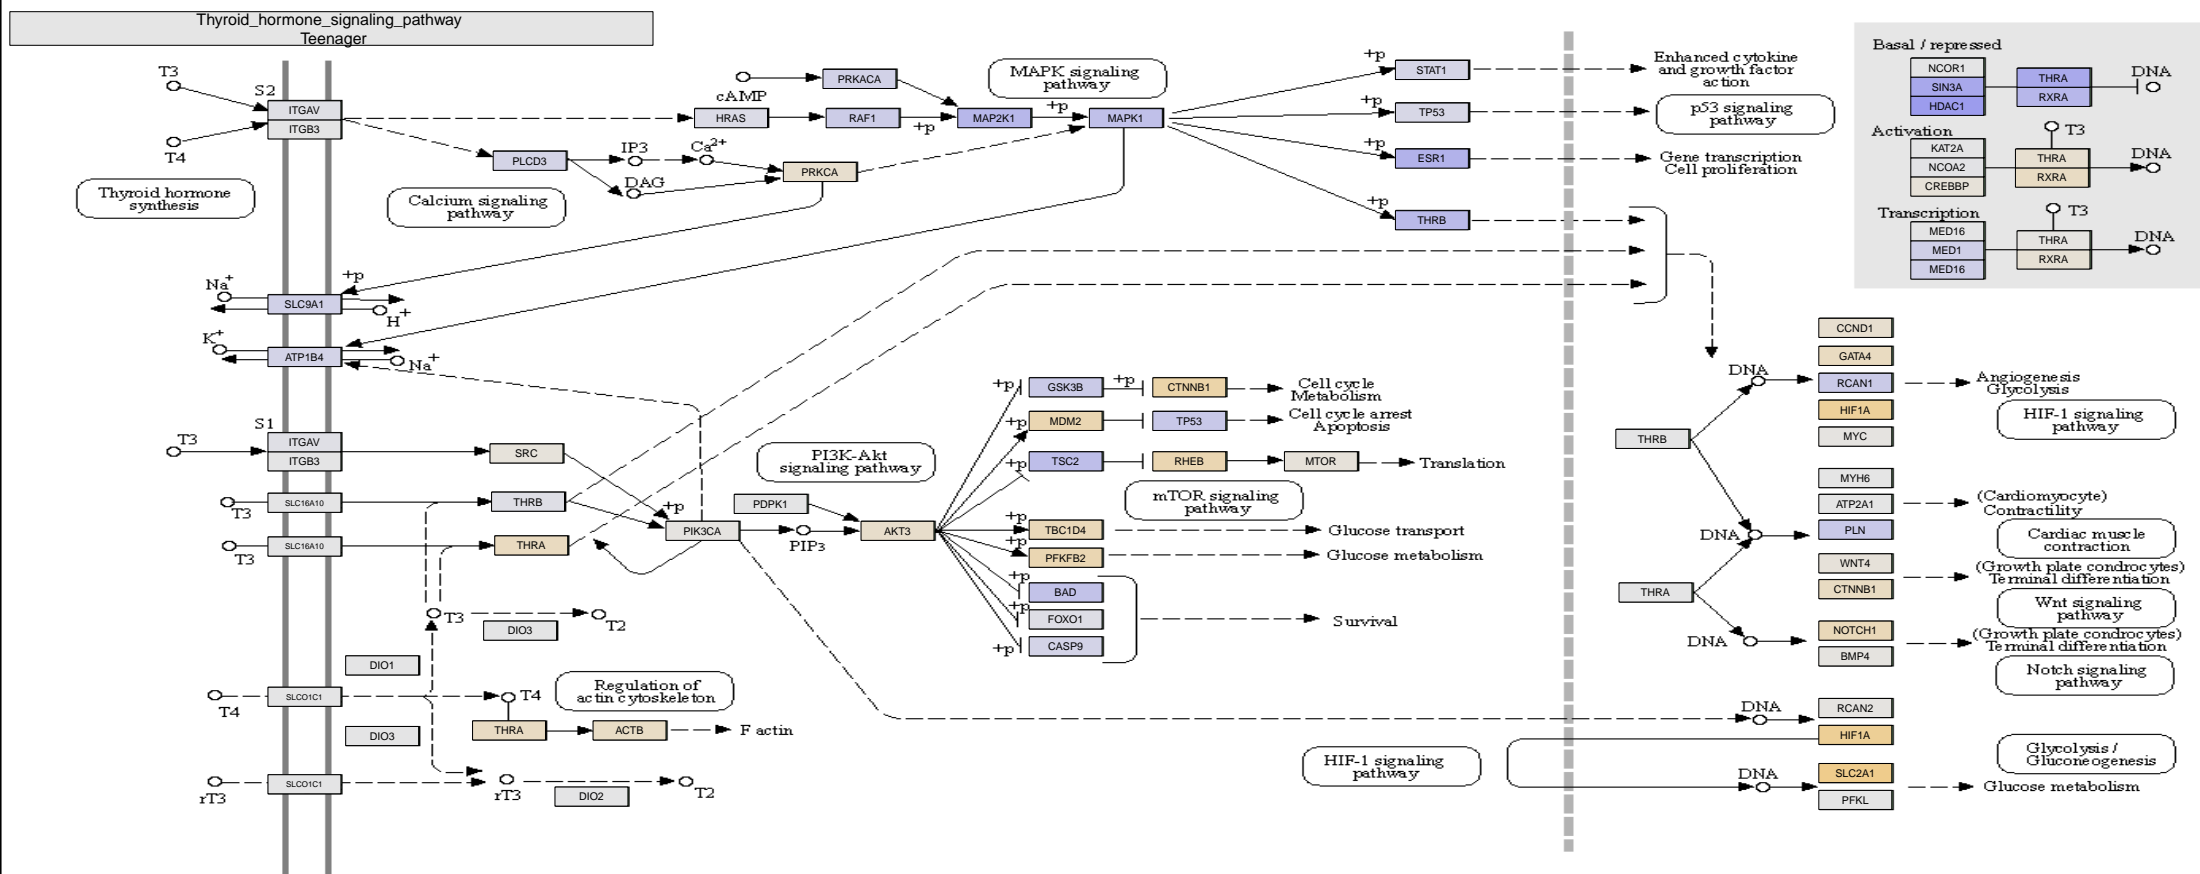 Thyroid_hormone_signaling_pathway
Teenager
T3
S2
ITGAV
ITGB3
T4
Thyroid hormone
synthesis
cAMP
PRKACA
HRAS
RAF1
+p
MAP2K1
+p
MAPK1
MAPK signaling
pathway
PLCD3
IP3
Ca2+
DAG
PRKCA
Calcium signaling
pathway
+p
STAT1
Enhanced cytokine
and growth factor
action
+p
TP53
p53 signaling
pathway
+p
ESR1
Gene transcription
Cell proliferation
+p
THRB
Basal / repressed
NCOR1
SIN3A
HDAC1
THRA
RXRA
DNA
Activation
KAT2A
NCOA2
CREBBP
T3
THRA
RXRA
DNA
Transcription
MED16
MED1
MED16
T3
THRA
RXRA
DNA
Na+
+p
SLC9A1
H+
K+
ATP1B4
Na+
S1
T3
ITGAV
ITGB3
SRC
T3
SLC16A10
THRB
T3
SLC16A10
THRA
+p
PIK3CA
PI3K-Akt
signaling pathway
PDPK1
PIP3
AKT3
+p
GSK3B
+p
CTNNB1
Cell cycle
Metabolism
+p
MDM2
TP53
Cell cycle arrest
Apoptosis
+p
TSC2
RHEB
MTOR
Translation
mTOR signaling
pathway
+p
TBC1D4
Glucose transport
+p
PFKFB2
Glucose metabolism
+p
BAD
+p
FOXO1
Survival
+p
CASP9
T3
T2
DIO3
DIO1
T4
SLCO1C1
T4
Regulation of
actin cytoskeleton
THRA
ACTB
F actin
DIO3
rT3
SLCO1C1
rT3
DIO2
T2
CCND1
GATA4
DNA
RCAN1
Angiogenesis
Glycolysis
HIF1A
HIF-1 signaling
pathway
MYC
THRB
MYH6
ATP2A1
(Cardiomyocyte)
Contractility
DNA
PLN
Cardiac muscle
contraction
WNT4
(Growth plate condrocytes)
Terminal differentiation
THRA
CTNNB1
Wnt signaling
pathway
DNA
NOTCH1
(Growth plate condrocytes)
Terminal differentiation
BMP4
Notch signaling
pathway
DNA
RCAN2
HIF1A
HIF-1 signaling
pathway
Glycolysis /
Gluconeogenesis
DNA
SLC2A1
Glucose metabolism
PFKL